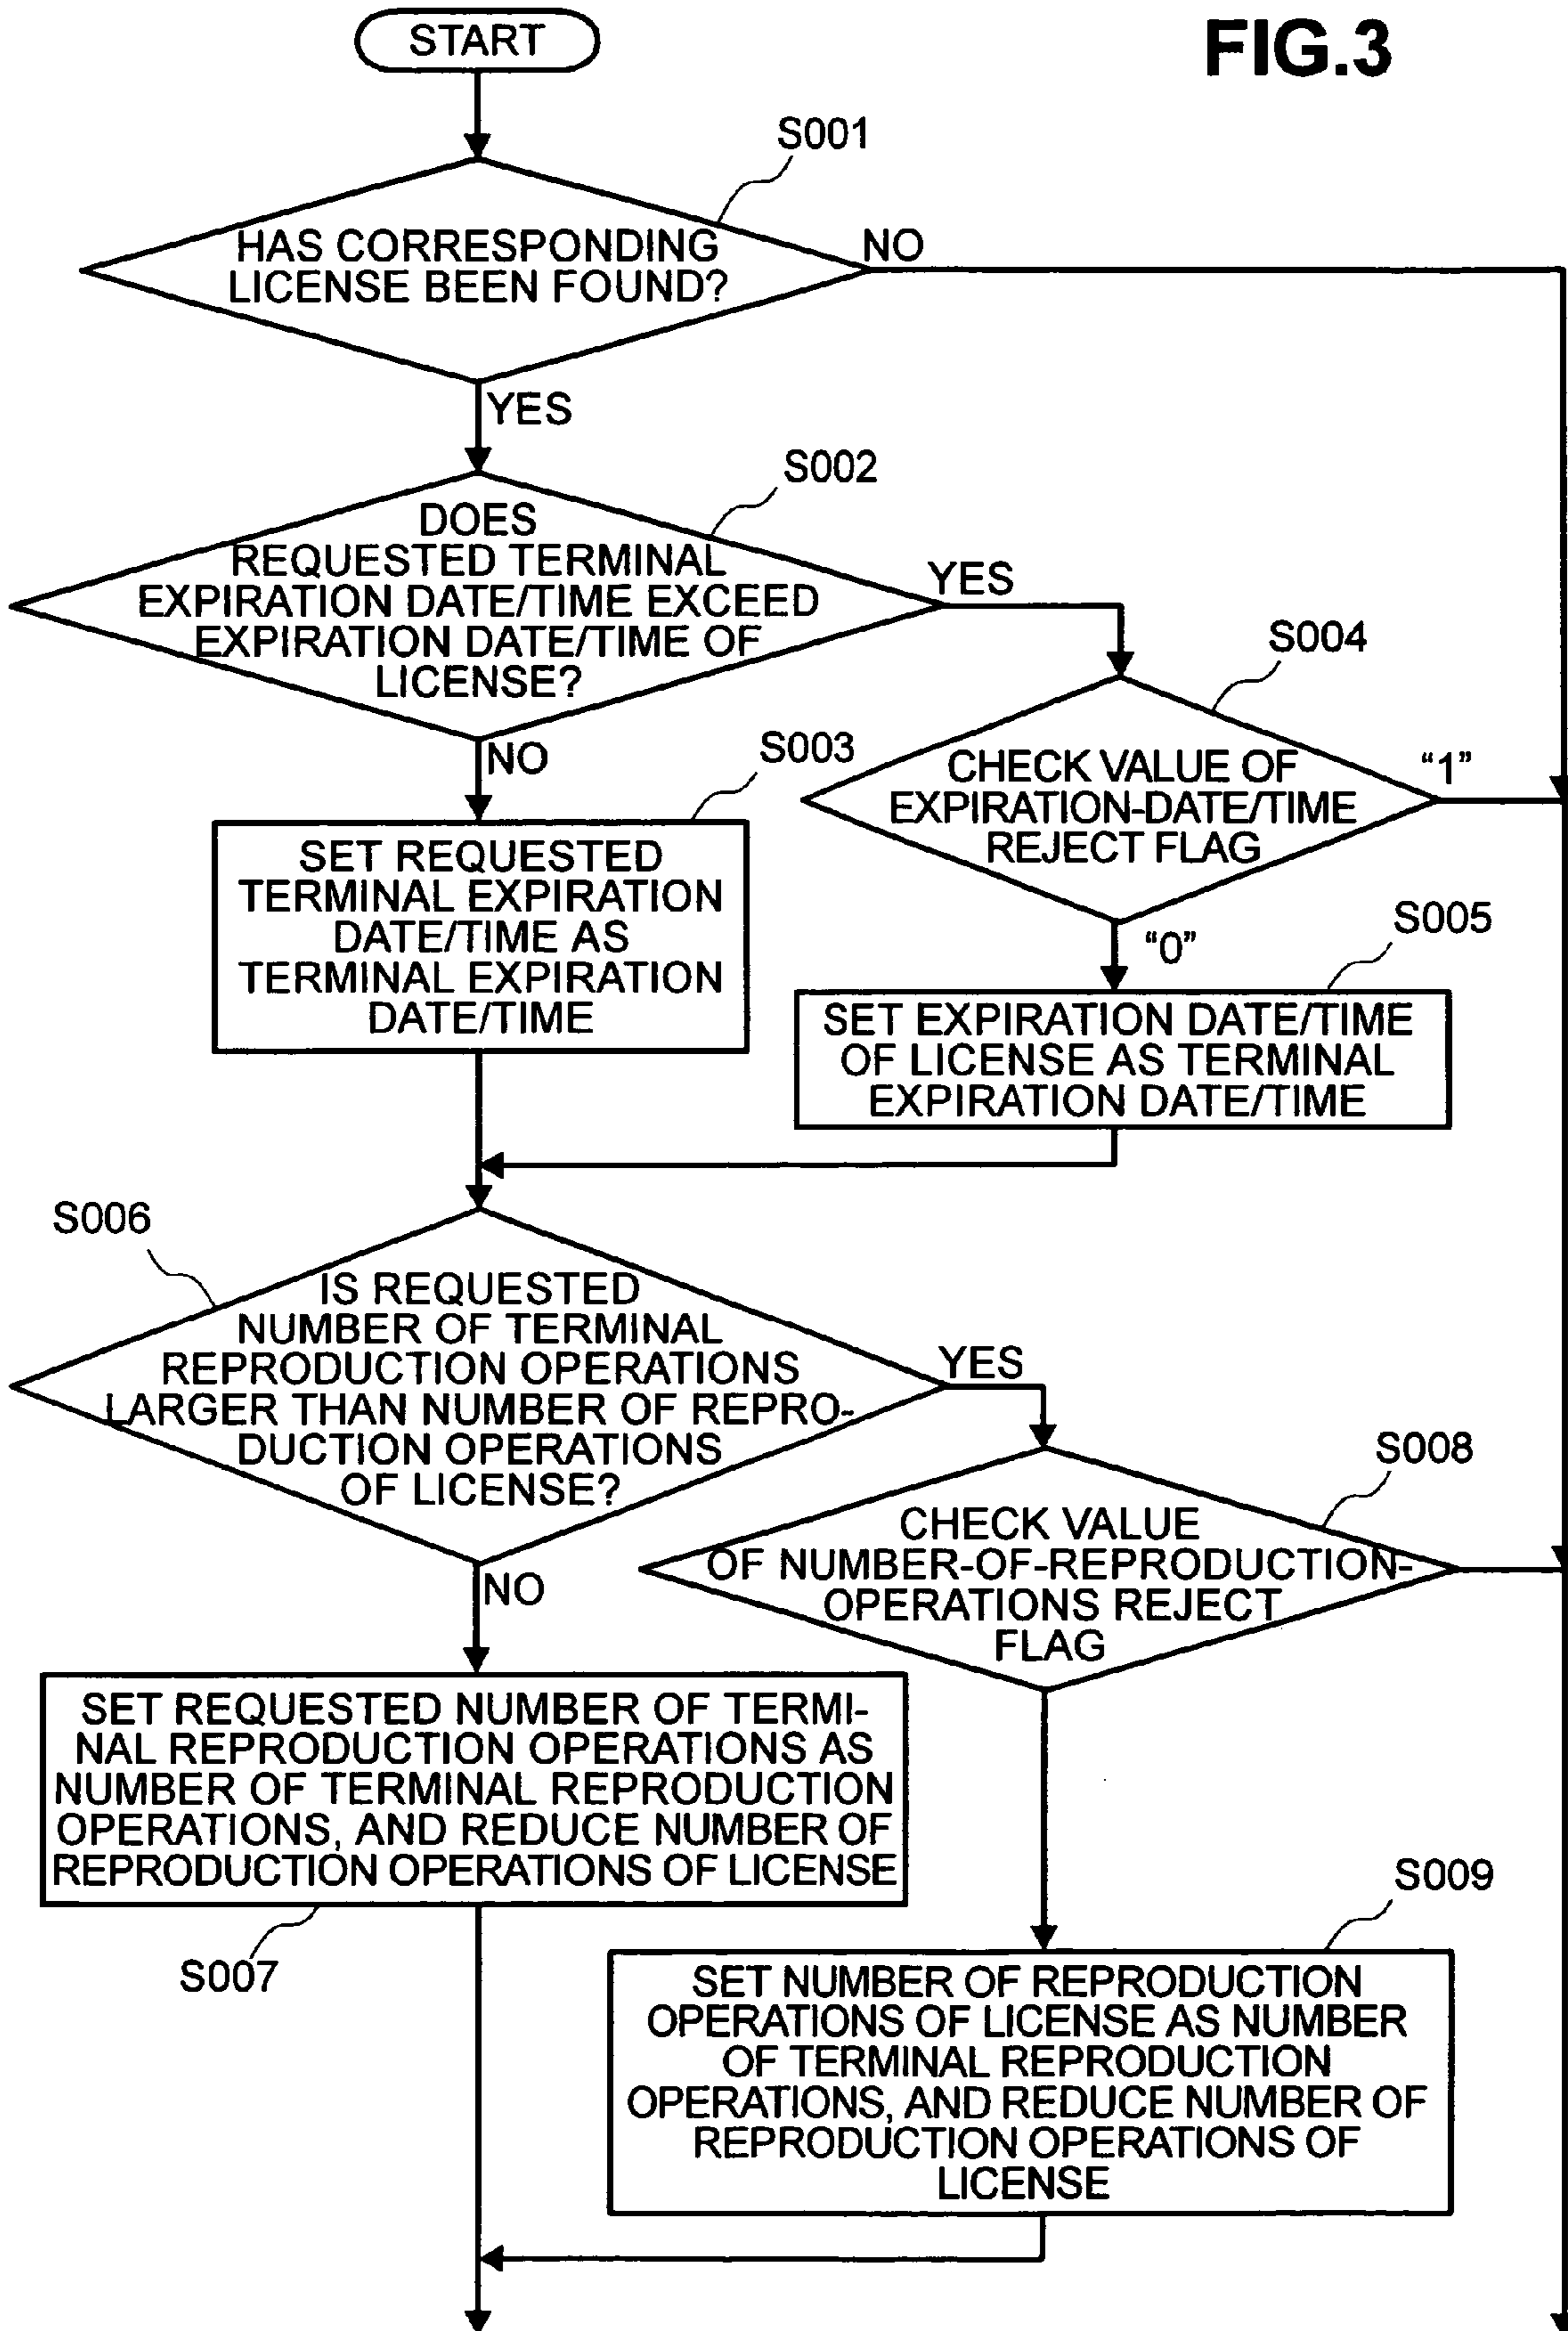 FIG.3
START
S001
HAS CORRESPONDING
LICENSE BEEN FOUND?
NO
YES
S002
DOES
REQUESTED TERMINAL
EXPIRATION DATE/TIME EXCEED
EXPIRATION DATE/TIME OF
LICENSE?
YES
NO
S004
CHECK VALUE OF
EXPIRATION-DATE/TIME
REJECT FLAG
“1”
“0”
S003
SET REQUESTED
TERMINAL EXPIRATION
DATE/TIME AS
TERMINAL EXPIRATION
DATE/TIME
S005
SET EXPIRATION DATE/TIME
OF LICENSE AS TERMINAL
EXPIRATION DATE/TIME
S006
IS REQUESTED
NUMBER OF TERMINAL
REPRODUCTION OPERATIONS
LARGER THAN NUMBER OF REPRO-
DUCTION OPERATIONS
OF LICENSE?
YES
NO
S008
CHECK VALUE
OF NUMBER-OF-REPRODUCTION-
OPERATIONS REJECT
FLAG
SET REQUESTED NUMBER OF TERMI-
NAL REPRODUCTION OPERATIONS AS
NUMBER OF TERMINAL REPRODUCTION
OPERATIONS, AND REDUCE NUMBER OF
REPRODUCTION OPERATIONS OF LICENSE
S007
S009
SET NUMBER OF REPRODUCTION
OPERATIONS OF LICENSE AS NUMBER
OF TERMINAL REPRODUCTION
OPERATIONS, AND REDUCE NUMBER OF
REPRODUCTION OPERATIONS OF
LICENSE